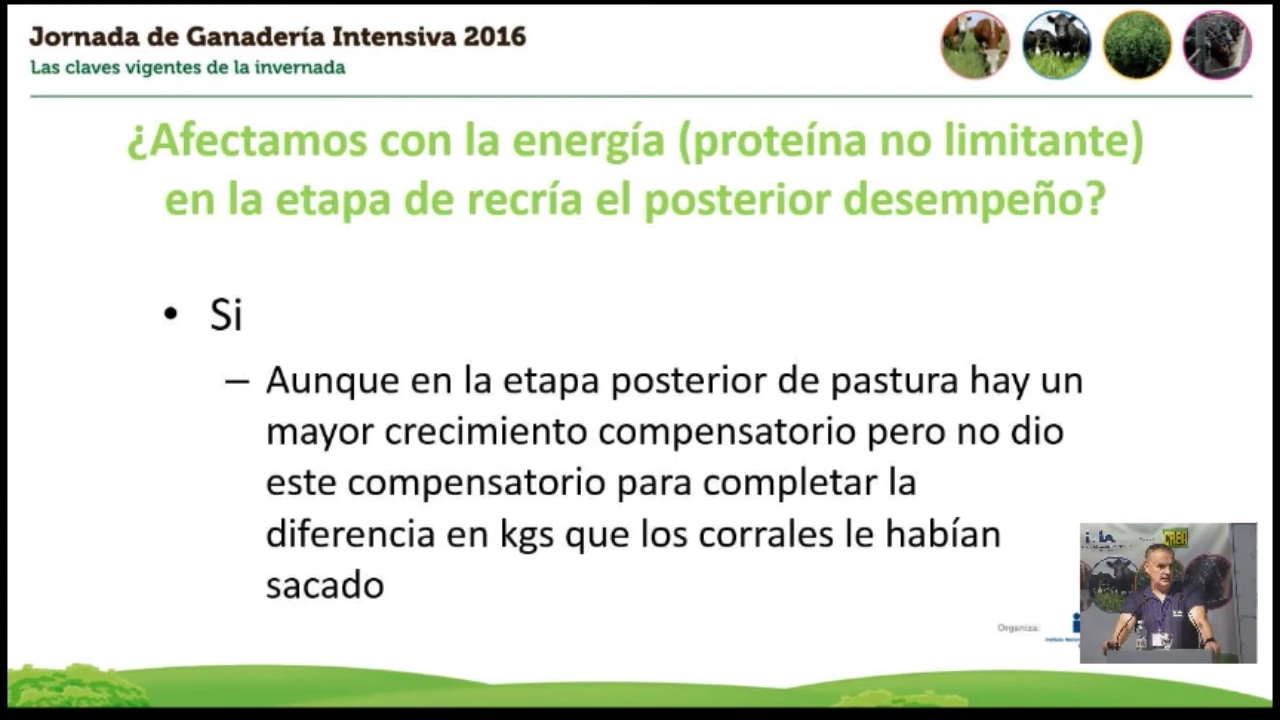 Jornada de Ganadería Intensiva 2016
Las claves vigentes de la invernada
¿Afectamos con la energía (proteína no limitante)
en la etapa de recría el posterior desempeño?
• Si
– Aunque en la etapa posterior de pastura hay un
mayor crecimiento compensatorio pero no dio
este compensatorio para completar la
diferencia en kgs que los corrales le habían
sacado
Organiza:
CREA